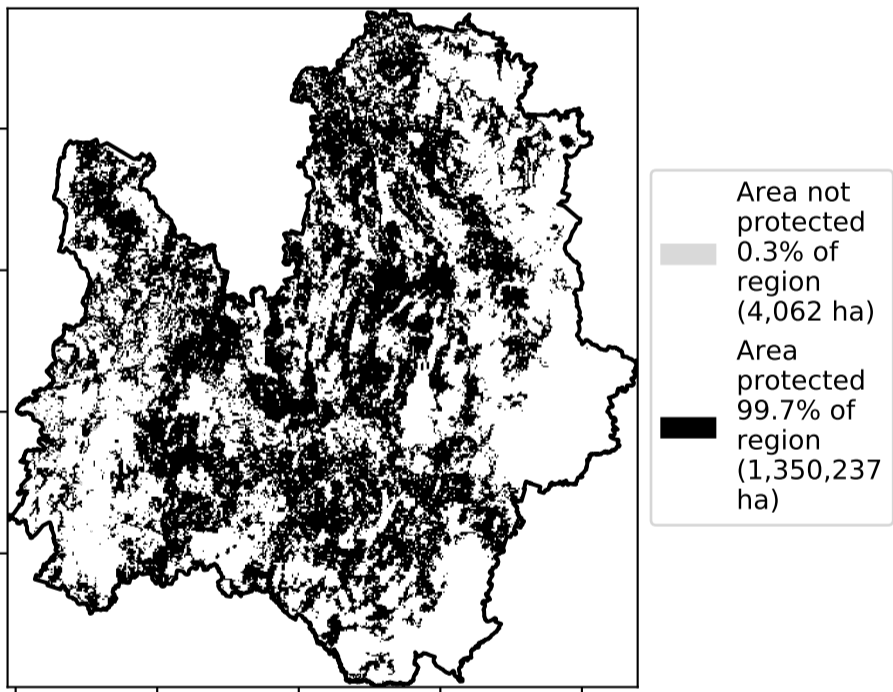 Area not
protected
0.3% of
region
(4,062 ha)
Area
protected
99.7% of
region
(1,350,237
ha)